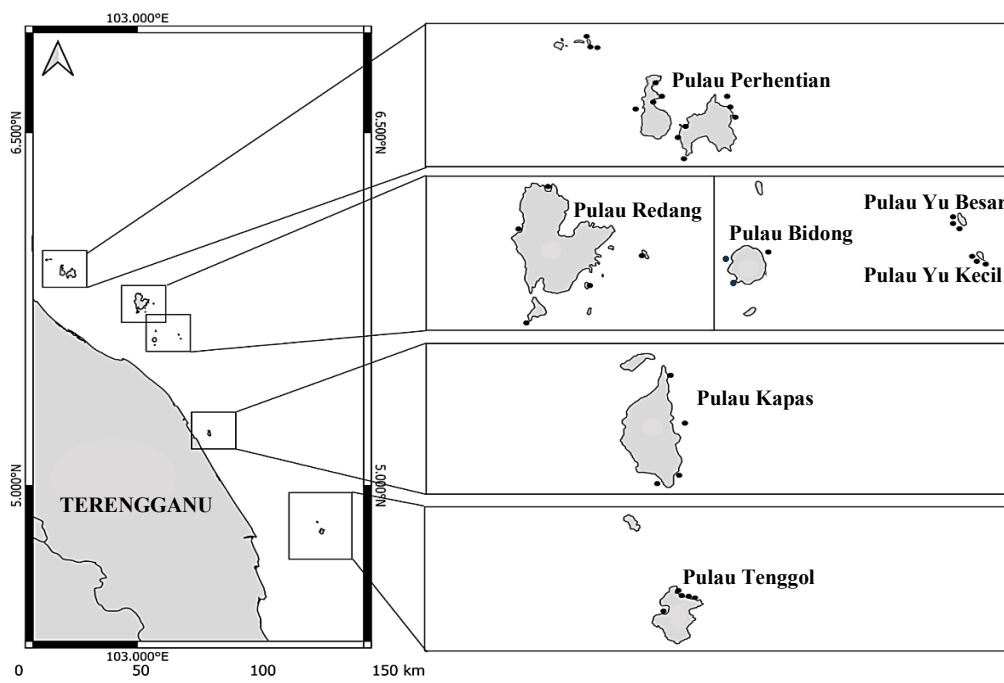 103.000°E
6.500°N
6.500°N
5.000°N
5.000°N
TERENGGANU
103.000°E
0 50 100 150 km
Pulau Perhentian
Pulau Redang
Pulau Bidong
Pulau Yu Besar
Pulau Yu Kecil
Pulau Kapas
Pulau Tenggol